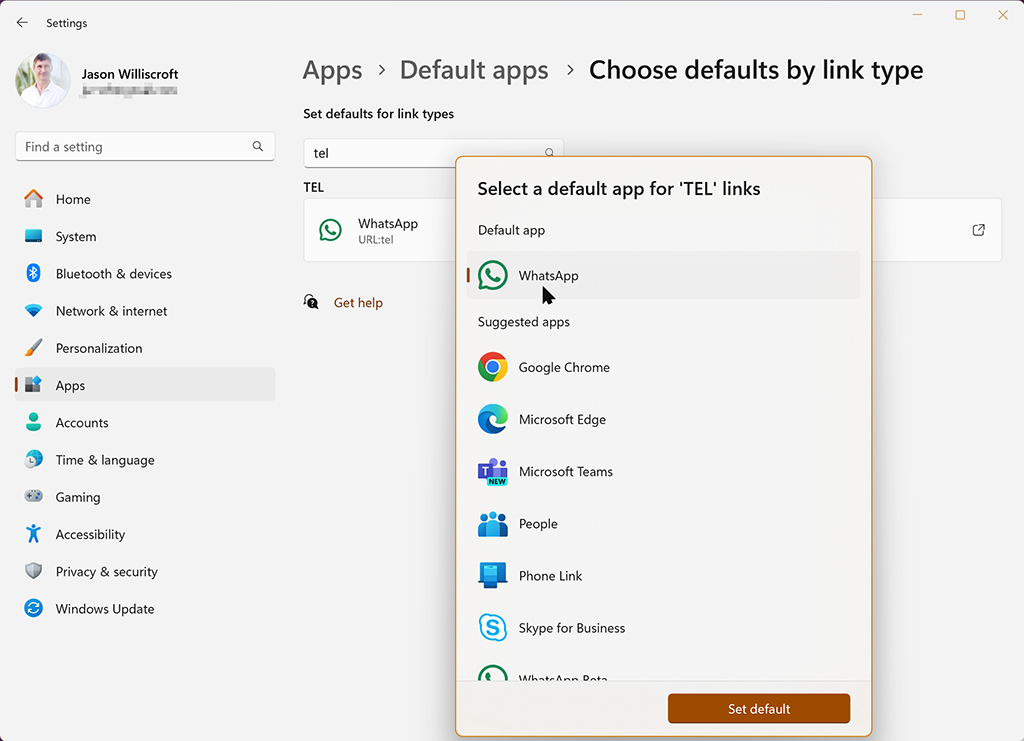 Settings
Jason Williscroft
Find a setting
Home
System
Bluetooth & devices
Network & internet
Personalization
Apps
Accounts
Time & language
Gaming
Accessibility
Privacy & security
Windows Update
Apps > Default apps > Choose defaults by link type
Set defaults for link types
tel
TEL
WhatsApp
URL:tel
Get help
Select a default app for 'TEL' links
Default app
WhatsApp
Suggested apps
Google Chrome
Microsoft Edge
T
NEW
Microsoft Teams
People
Phone Link
S
Skype for Business
WhatsApp Beta
Set default